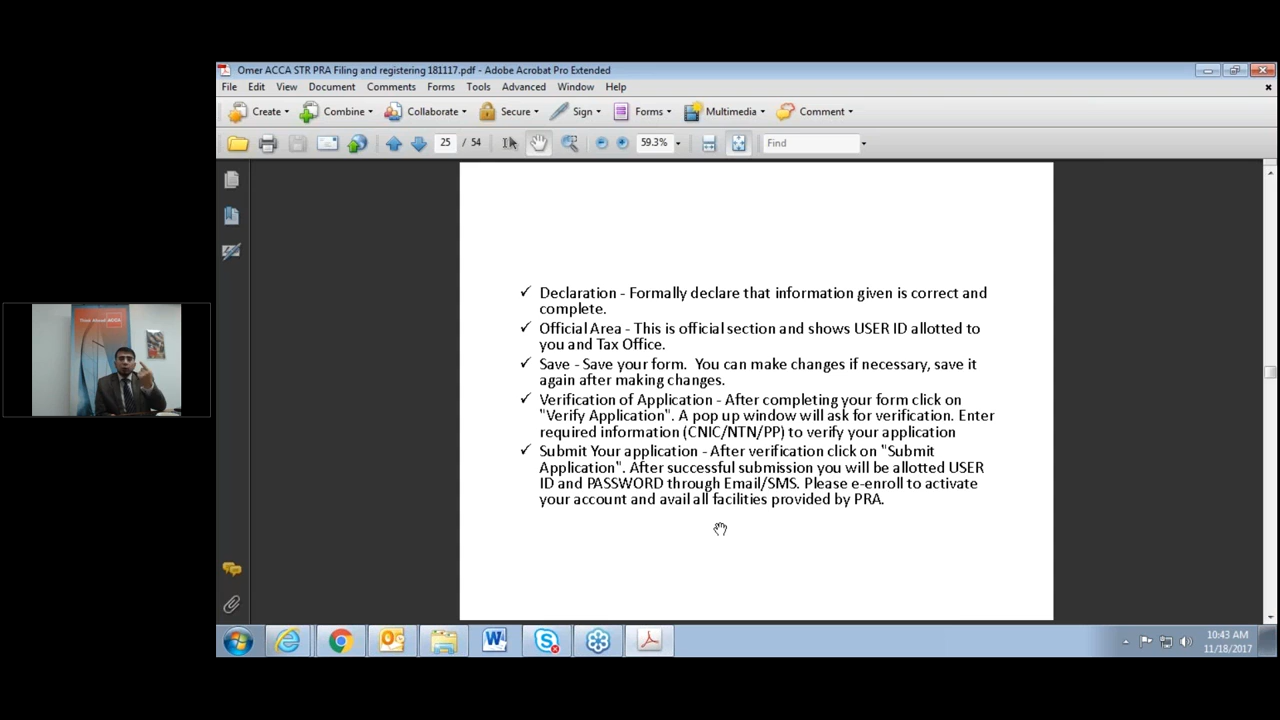 Omer ACCA STR PRA Filing and registering 181117.pdf - Adobe Acrobat Pro Extended
File Edit View Document Comments Forms Tools Advanced Window Help
Create Combine Collaborate Secure Sign Forms Multimedia Comment
25 / 54 59.3% Find
✓ Declaration - Formally declare that information given is correct and
complete.
✓ Official Area - This is official section and shows USER ID allotted to
you and Tax Office.
✓ Save - Save your form. You can make changes if necessary, save it
again after making changes.
✓ Verification of Application - After completing your form click on
"Verify Application". A pop up window will ask for verification. Enter
required information (CNIC/NTN/PP) to verify your application
✓ Submit Your application - After verification click on "Submit
Application". After successful submission you will be allotted USER
ID and PASSWORD through Email/SMS. Please e-enroll to activate
your account and avail all facilities provided by PRA.
Think Ahead ACCA
10:43 AM
11/18/2017